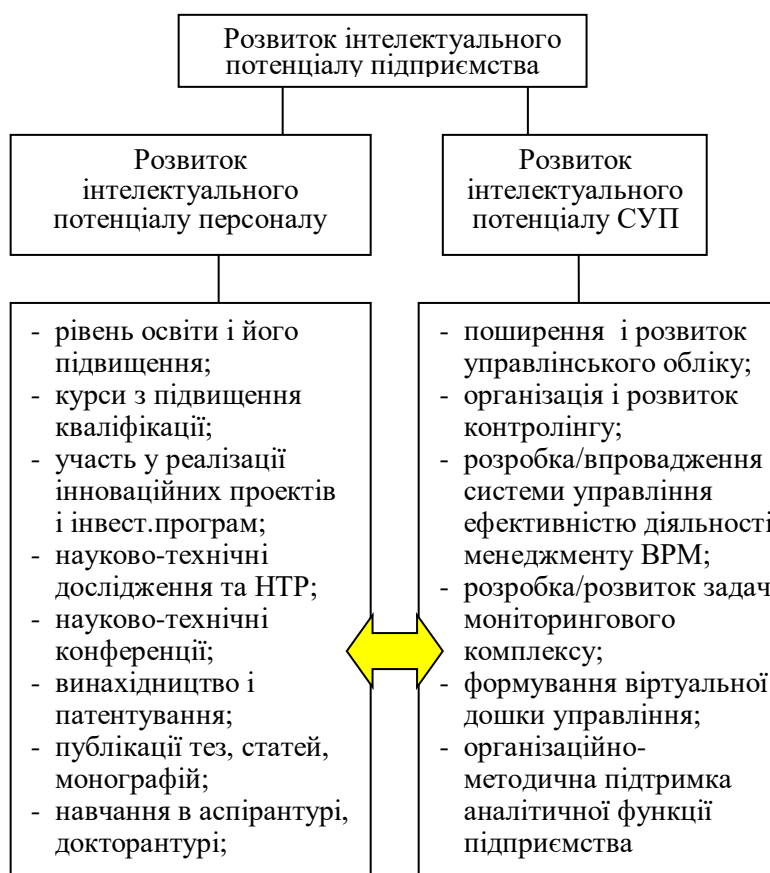 Розвиток інтелектуального
потенціалу підприємства
Розвиток
інтелектуального
потенціалу персоналу
Розвиток
інтелектуального
потенціалу СУП
- рівень освіти і його
підвищення;
- курси з підвищення
кваліфікації;
- участь у реалізації
інноваційних проектів
і інвест.програм;
- науково-технічні
дослідження та НТР;
- науково-технічні
конференції;
- винахідництво і
патентування;
- публікації тез, статей,
монографій;
- навчання в аспірантурі,
докторантурі;
- поширення і розвиток
управлінського обліку;
- організація і розвиток
контролінгу;
- розробка/впровадження
системи управління
ефективністю діяльності
менеджменту ВРМ;
- розробка/розвиток задач
моніторингового
комплексу;
- формування віртуальної
дошки управління;
- організаційно-
методична підтримка
аналітичної функції
підприємства